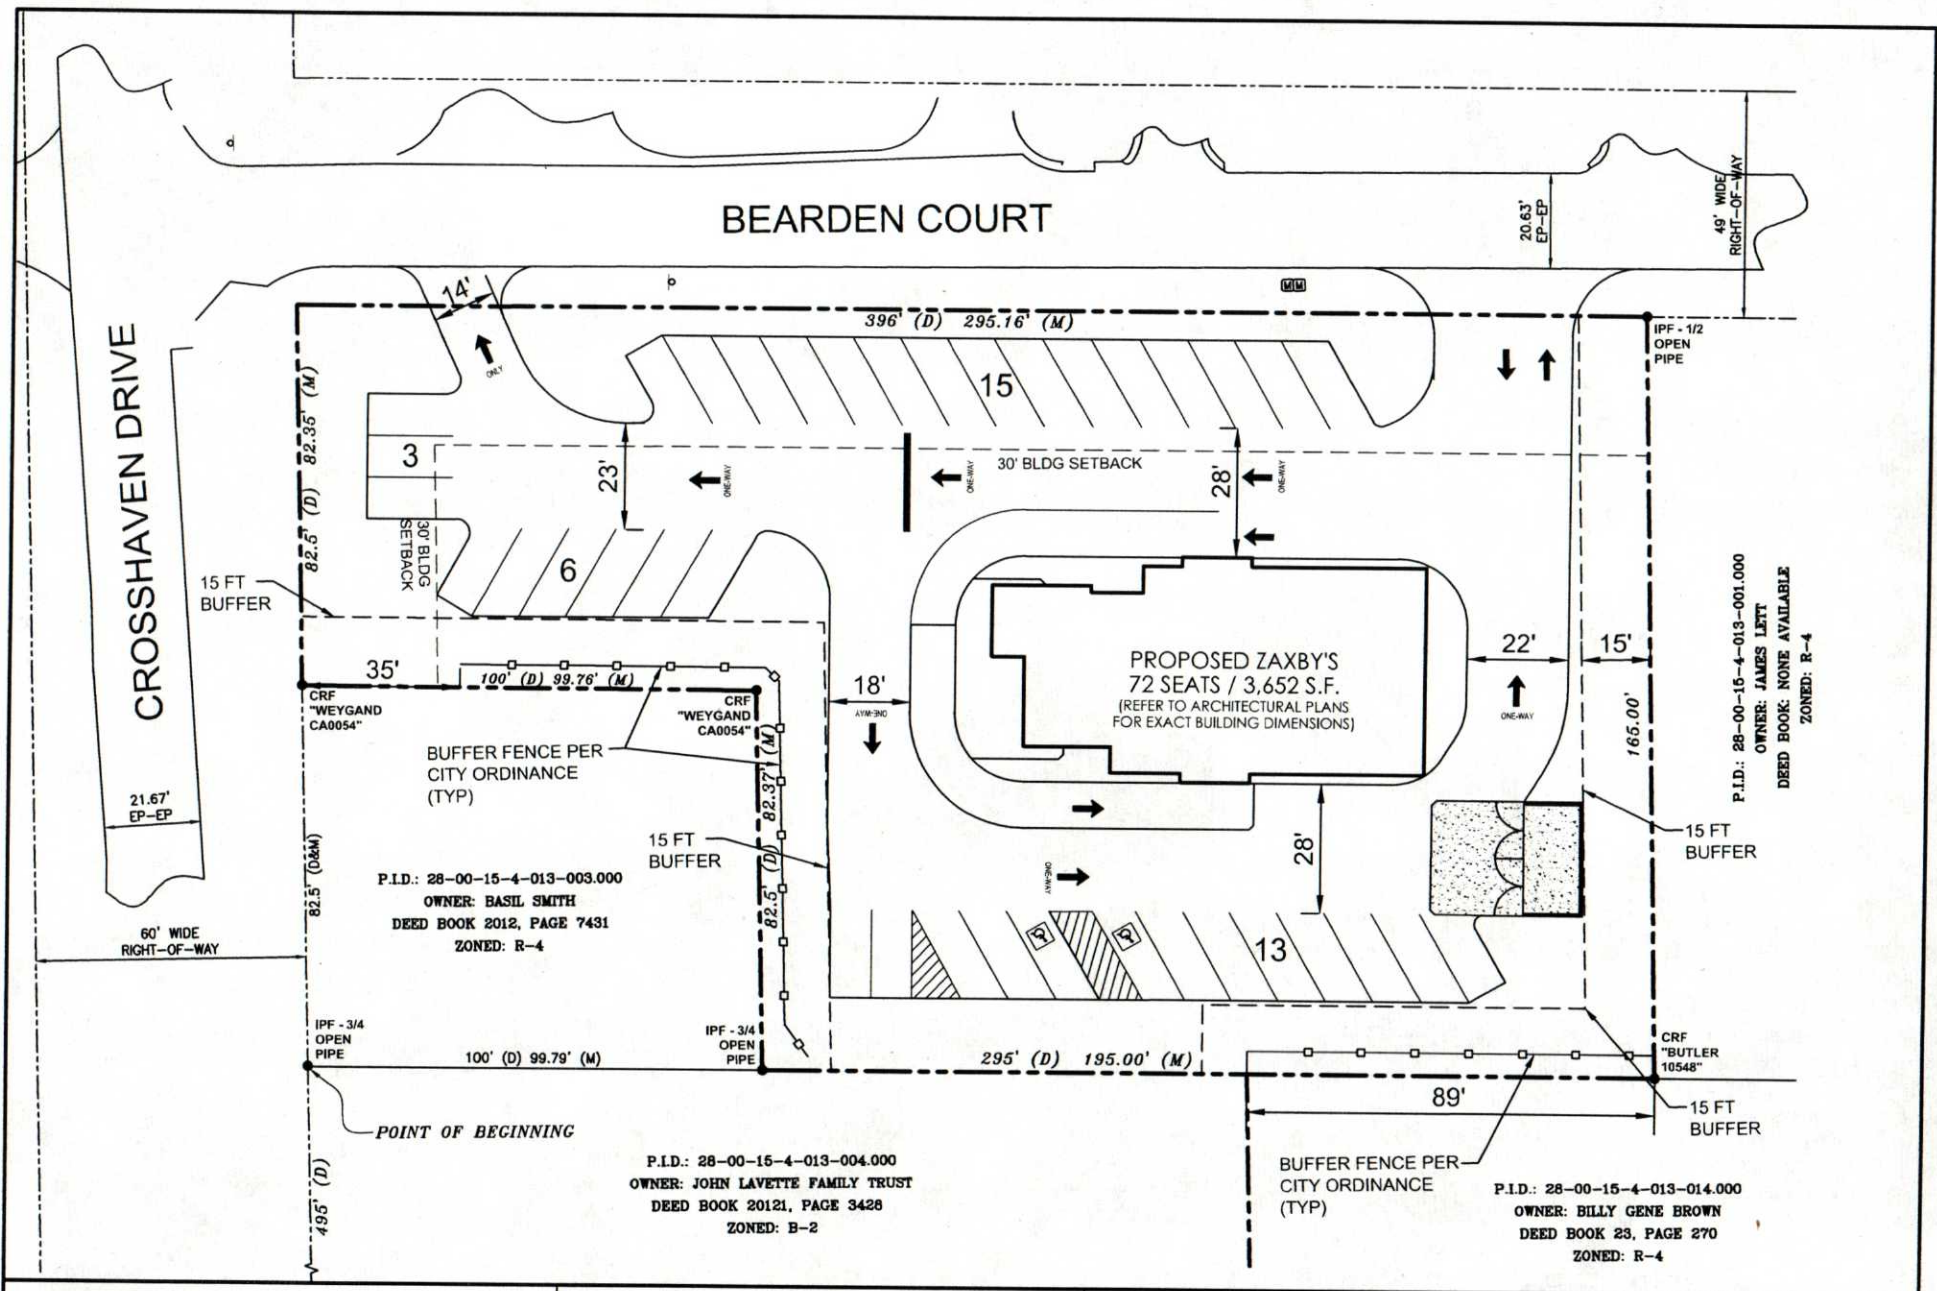 BEARDEN COURT
20.63'
EP-EP
49' WIDE
RIGHT-OF-WAY
14'
396' (D) 295.16' (M)
IPF - 1/2
OPEN
PIPE
ONLY
CROSSHAVEN DRIVE
82.5' (D) 82.35' (M)
15
3
23'
ONE-WAY
ONE-WAY
30' BLDG SETBACK
28'
ONE-WAY
30' BLDG
SETBACK
6
15 FT
BUFFER
PROPOSED ZAXBY'S
72 SEATS / 3,652 S.F.
(REFER TO ARCHITECTURAL PLANS
FOR EXACT BUILDING DIMENSIONS)
22'
15'
ONE-WAY
165.00'
P.I.D.: 28-00-15-4-013-001.000
OWNER: JAMES LETT
DEED BOOK: NONE AVAILABLE
ZONED: R-4
35'
100' (D) 99.76' (M)
CRF
"WEYGAND
CA0054"
CRF
"WEYGAND
CA0054"
18'
ONE-WAY
BUFFER FENCE PER
CITY ORDINANCE
(TYP)
82.5' (D) 82.37' (M)
21.67'
EP-EP
15 FT
BUFFER
28'
15 FT
BUFFER
82.5' (D&M)
P.I.D.: 28-00-15-4-013-003.000
OWNER: BASIL SMITH
DEED BOOK 2012, PAGE 7431
ZONED: R-4
ONE-WAY
60' WIDE
RIGHT-OF-WAY
13
IPF - 3/4
OPEN
PIPE
100' (D) 99.79' (M)
IPF - 3/4
OPEN
PIPE
295' (D) 195.00' (M)
CRF
"BUTLER
10548"
89'
15 FT
BUFFER
POINT OF BEGINNING
495' (D)
P.I.D.: 28-00-15-4-013-004.000
OWNER: JOHN LAVETTE FAMILY TRUST
DEED BOOK 20121, PAGE 3428
ZONED: B-2
BUFFER FENCE PER
CITY ORDINANCE
(TYP)
P.I.D.: 28-00-15-4-013-014.000
OWNER: BILLY GENE BROWN
DEED BOOK 23, PAGE 270
ZONED: R-4